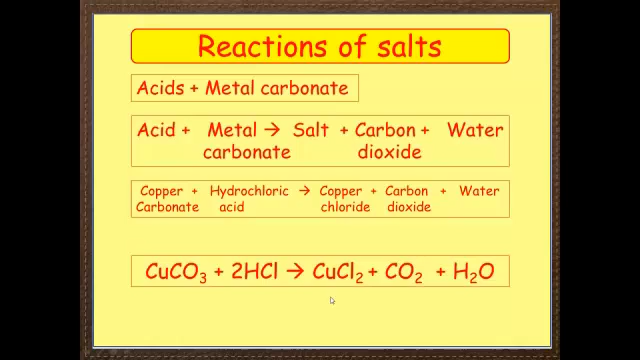 Reactions of salts
Acids + Metal carbonate
Acid + Metal → Salt + Carbon + Water
carbonate dioxide
Copper + Hydrochloric → Copper + Carbon + Water
Carbonate acid chloride dioxide
CuCO₃ + 2HCl → CuCl₂ + CO₂ + H₂O